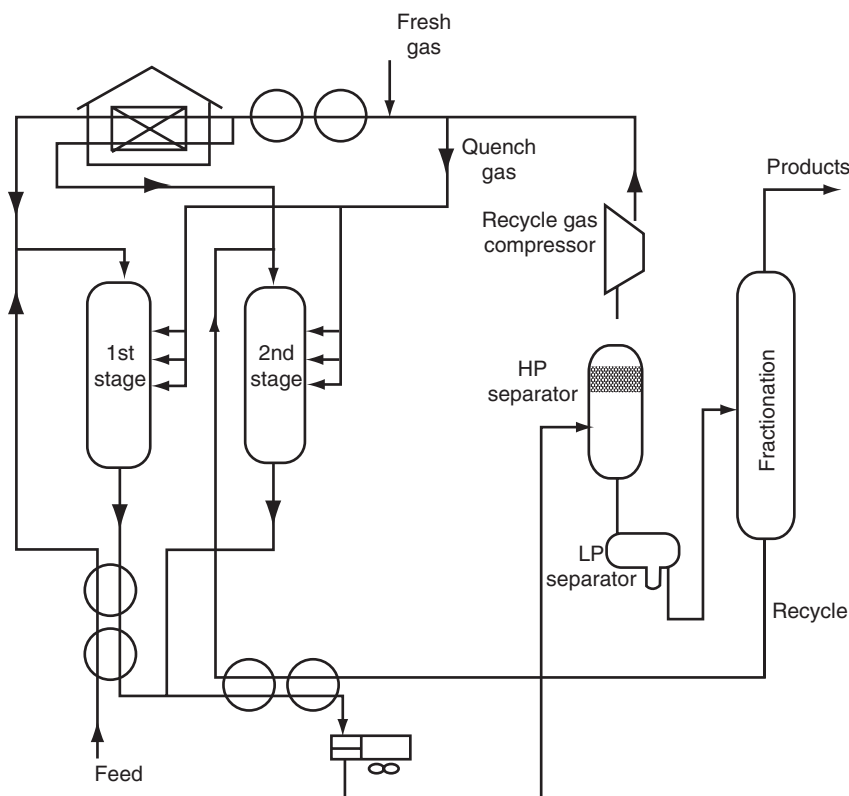 Fresh
gas
Quench
gas
Products
Recycle gas
compressor
1st
stage
2nd
stage
HP
separator
Fractionation
LP
separator
Recycle
Feed